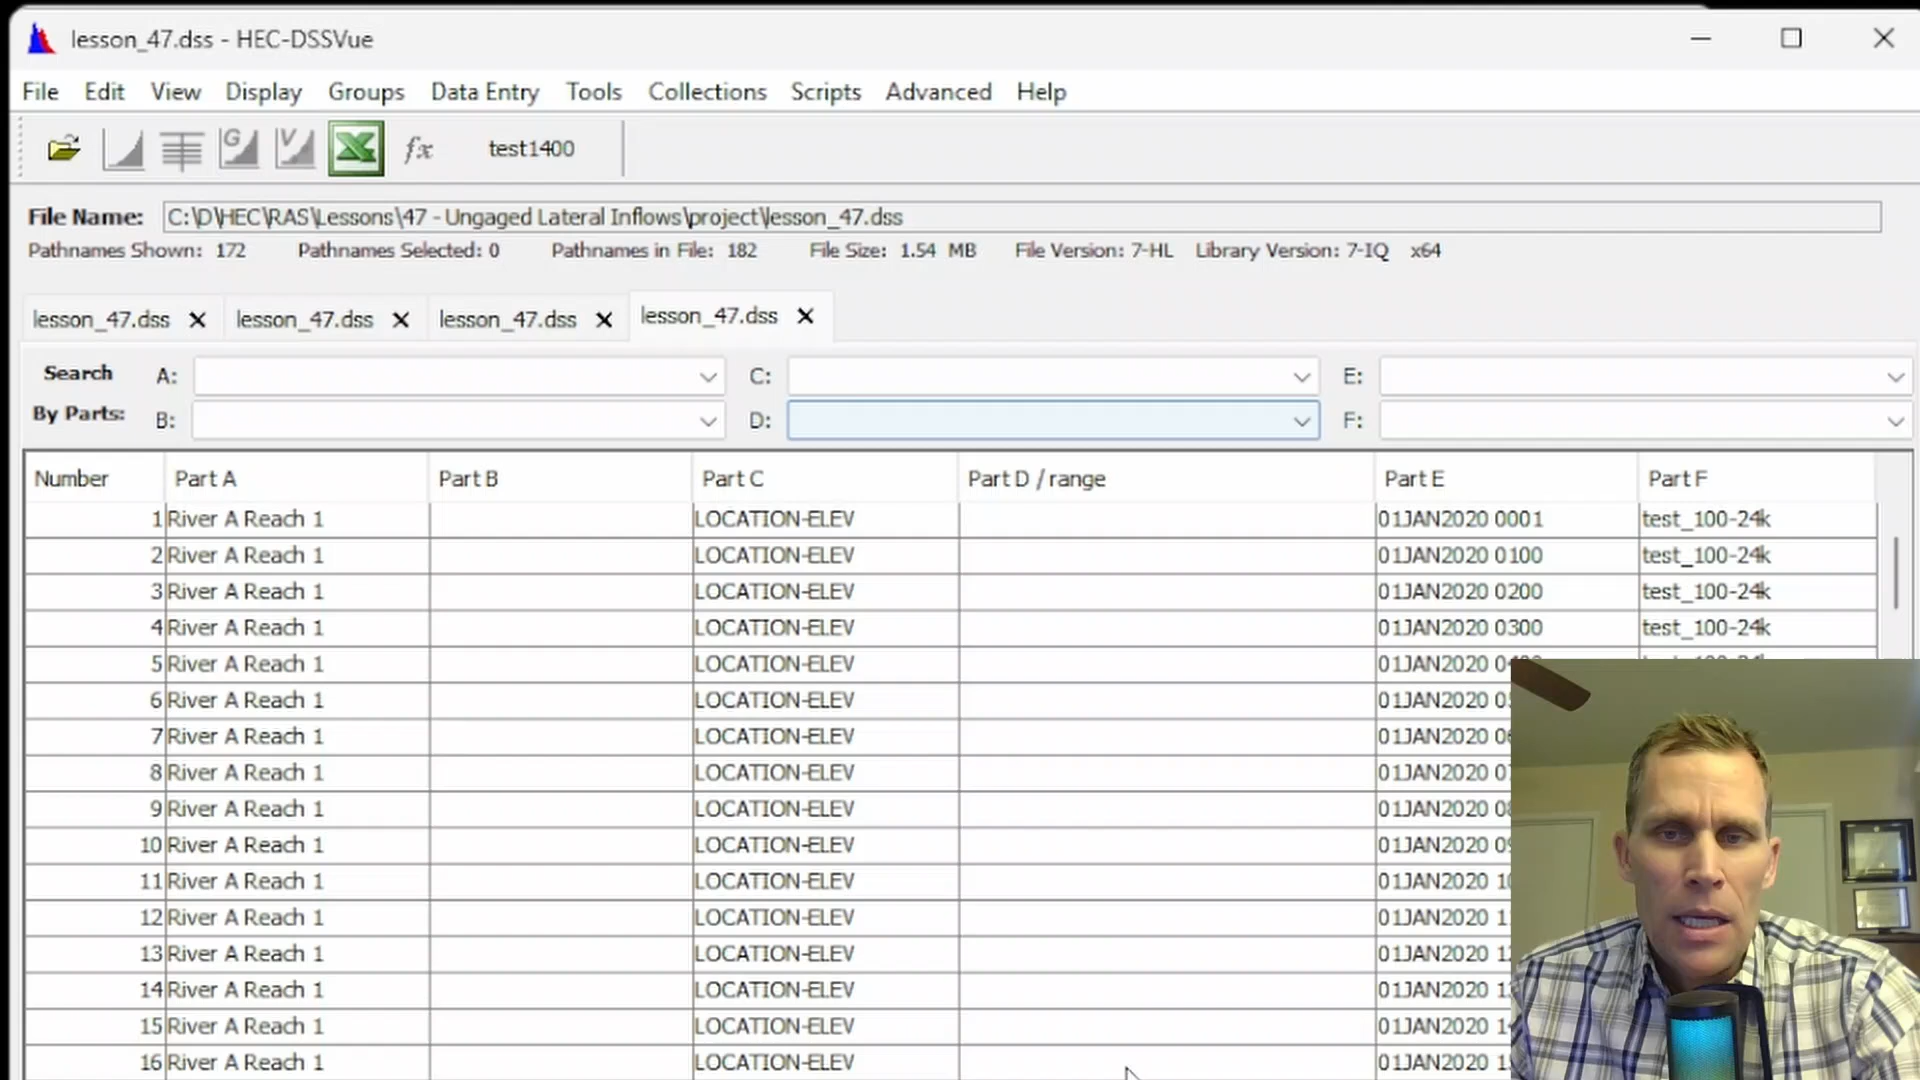 lesson_47.dss - HEC-DSSVue
File Edit View Display Groups Data Entry Tools Collections Scripts Advanced Help
G V fx test1400
File Name: C:\D\HEC\RAS\Lessons\47 - Ungaged Lateral Inflows\project\lesson_47.dss
Pathnames Shown: 172 Pathnames Selected: 0 Pathnames in File: 182 File Size: 1.54 MB File Version: 7-HL Library Version: 7-IQ x64
lesson_47.dss lesson_47.dss lesson_47.dss lesson_47.dss
Search A: C: E:
By Parts: B: D: F:
Number Part A Part B Part C Part D / range Part E Part F
1 River A Reach 1 LOCATION-ELEV 01JAN2020 0001 test_100-24k
2 River A Reach 1 LOCATION-ELEV 01JAN2020 0100 test_100-24k
3 River A Reach 1 LOCATION-ELEV 01JAN2020 0200 test_100-24k
4 River A Reach 1 LOCATION-ELEV 01JAN2020 0300 test_100-24k
5 River A Reach 1 LOCATION-ELEV 01JAN2020
6 River A Reach 1 LOCATION-ELEV 01JAN2020
7 River A Reach 1 LOCATION-ELEV 01JAN2020
8 River A Reach 1 LOCATION-ELEV 01JAN2020
9 River A Reach 1 LOCATION-ELEV 01JAN2020
10 River A Reach 1 LOCATION-ELEV 01JAN2020
11 River A Reach 1 LOCATION-ELEV 01JAN2020
12 River A Reach 1 LOCATION-ELEV 01JAN2020
13 River A Reach 1 LOCATION-ELEV 01JAN2020
14 River A Reach 1 LOCATION-ELEV 01JAN2020
15 River A Reach 1 LOCATION-ELEV 01JAN2020
16 River A Reach 1 LOCATION-ELEV 01JAN2020